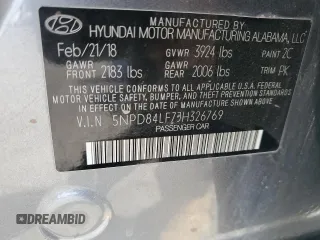 MANUFACTURED BY
HYUNDAI MOTOR MANUFACTURING ALABAMA, LLC
Feb/21/18 GVWR 3924 lbs PAINT 2C
GAWR FRONT 2183 lbs GAWR REAR 2006 lbs TRIM PK
THIS VEHICLE CONFORMS TO ALL APPLICABLE
U.S. FEDERAL MOTOR VEHICLE SAFETY, BUMPER,
AND THEFT PREVENTION STANDARDS
IN EFFECT ON THE DATE OF MANUFACTURE
SHOWN ABOVE.
V.I.N 5NPD84LF7JH326769
PASSENGER CAR
DREAMBID
DREAMBID.COM